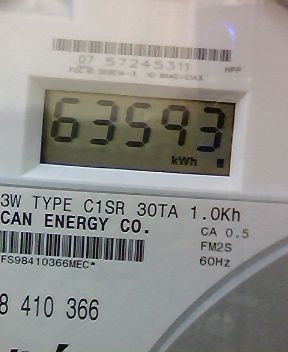 07 57245311
HPP
63593
kWh
3W TYPE C1SR 30TA 1.0Kh
CAN ENERGY CO.
CA 0.5
FM2S
60Hz
FS98410366MEC*
8 410 366